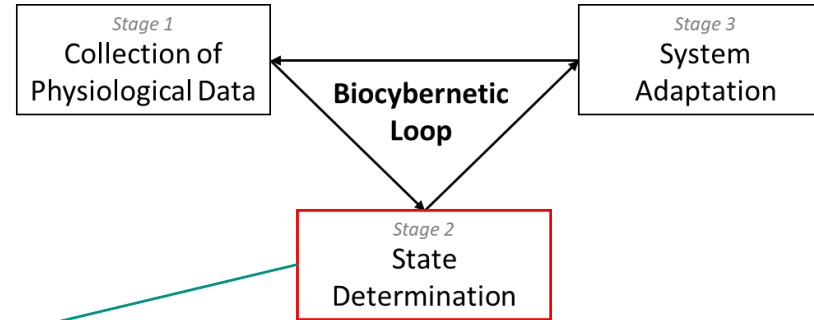 Stage 1
Collection of
Physiological Data
Stage 3
System
Adaptation
Biocybernetic
Loop
Stage 2
State
Determination